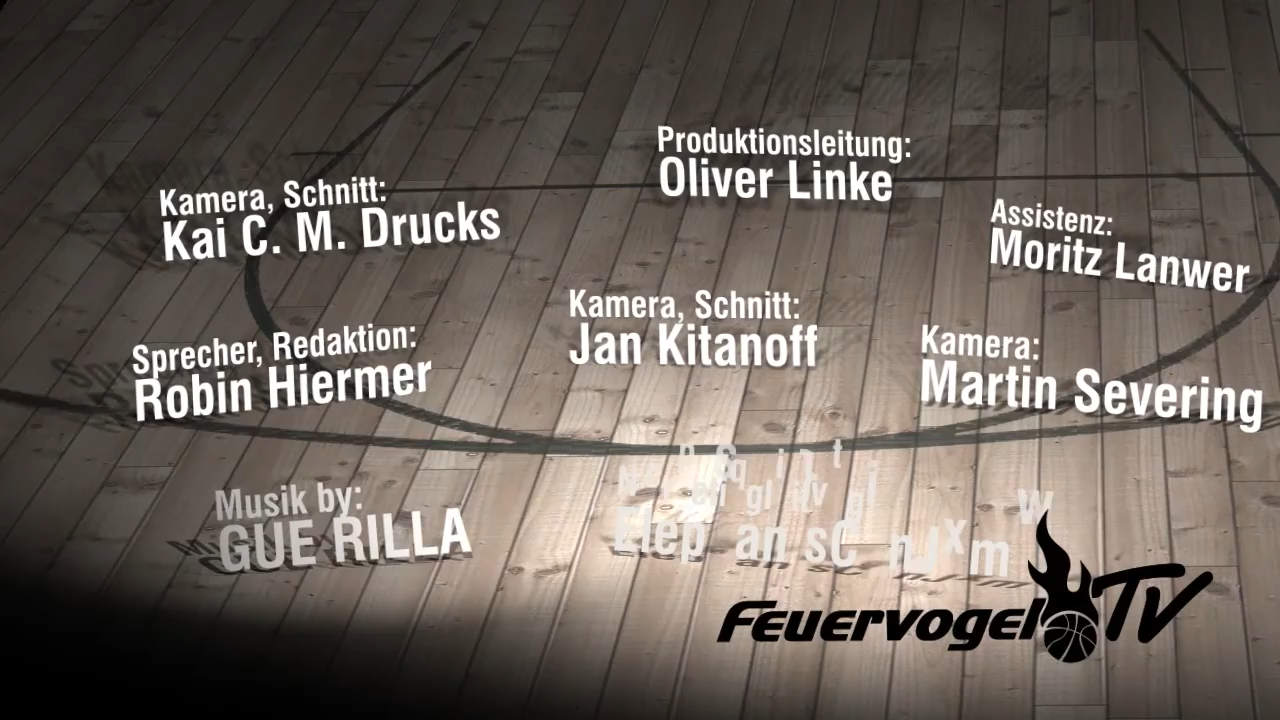 Produktionsleitung:
Oliver Linke
Kamera, Schnitt:
Kai C. M. Drucks
Assistenz:
Moritz Lanwer
Kamera, Schnitt:
Jan Kitanoff
Sprecher, Redaktion:
Robin Hiermer
Kamera:
Martin Severing
Musik by:
GUE RILLA
FEUERVOGEL TV